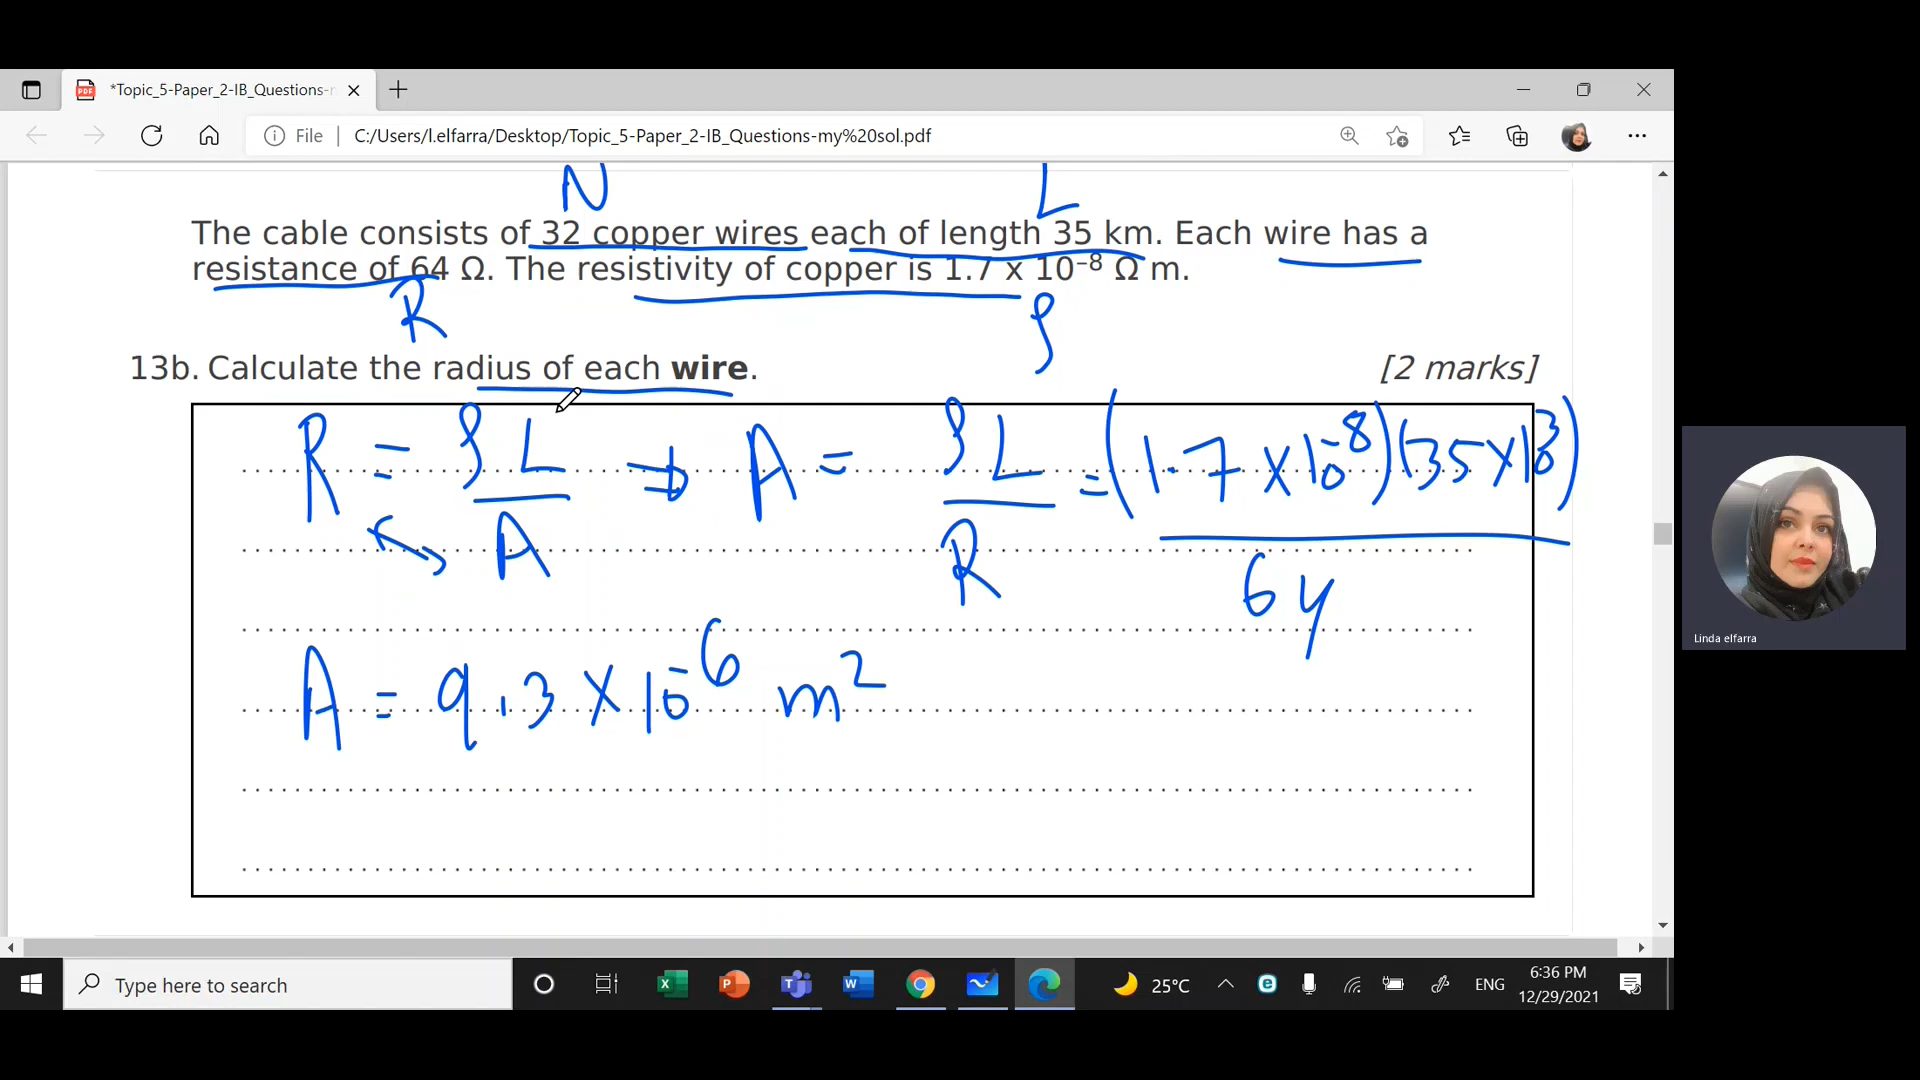 *Topic_5-Paper_2-IB_Questions-
File C:/Users/l.elfarra/Desktop/Topic_5-Paper_2-IB_Questions-my%20sol.pdf
N L
The cable consists of 32 copper wires each of length 35 km. Each wire has a
resistance of 64 Ω. The resistivity of copper is 1.7 x 10⁻⁸ Ω m.
R ρ
13b. Calculate the radius of each wire. [2 marks]
R = ρL/A ⇒ A = ρL/R = (1.7 × 10⁻⁸)(35 × 10³)/64
A = 9.3 × 10⁻⁶ m²
Linda elfarra
Type here to search
25°C
ENG
6:36 PM
12/29/2021